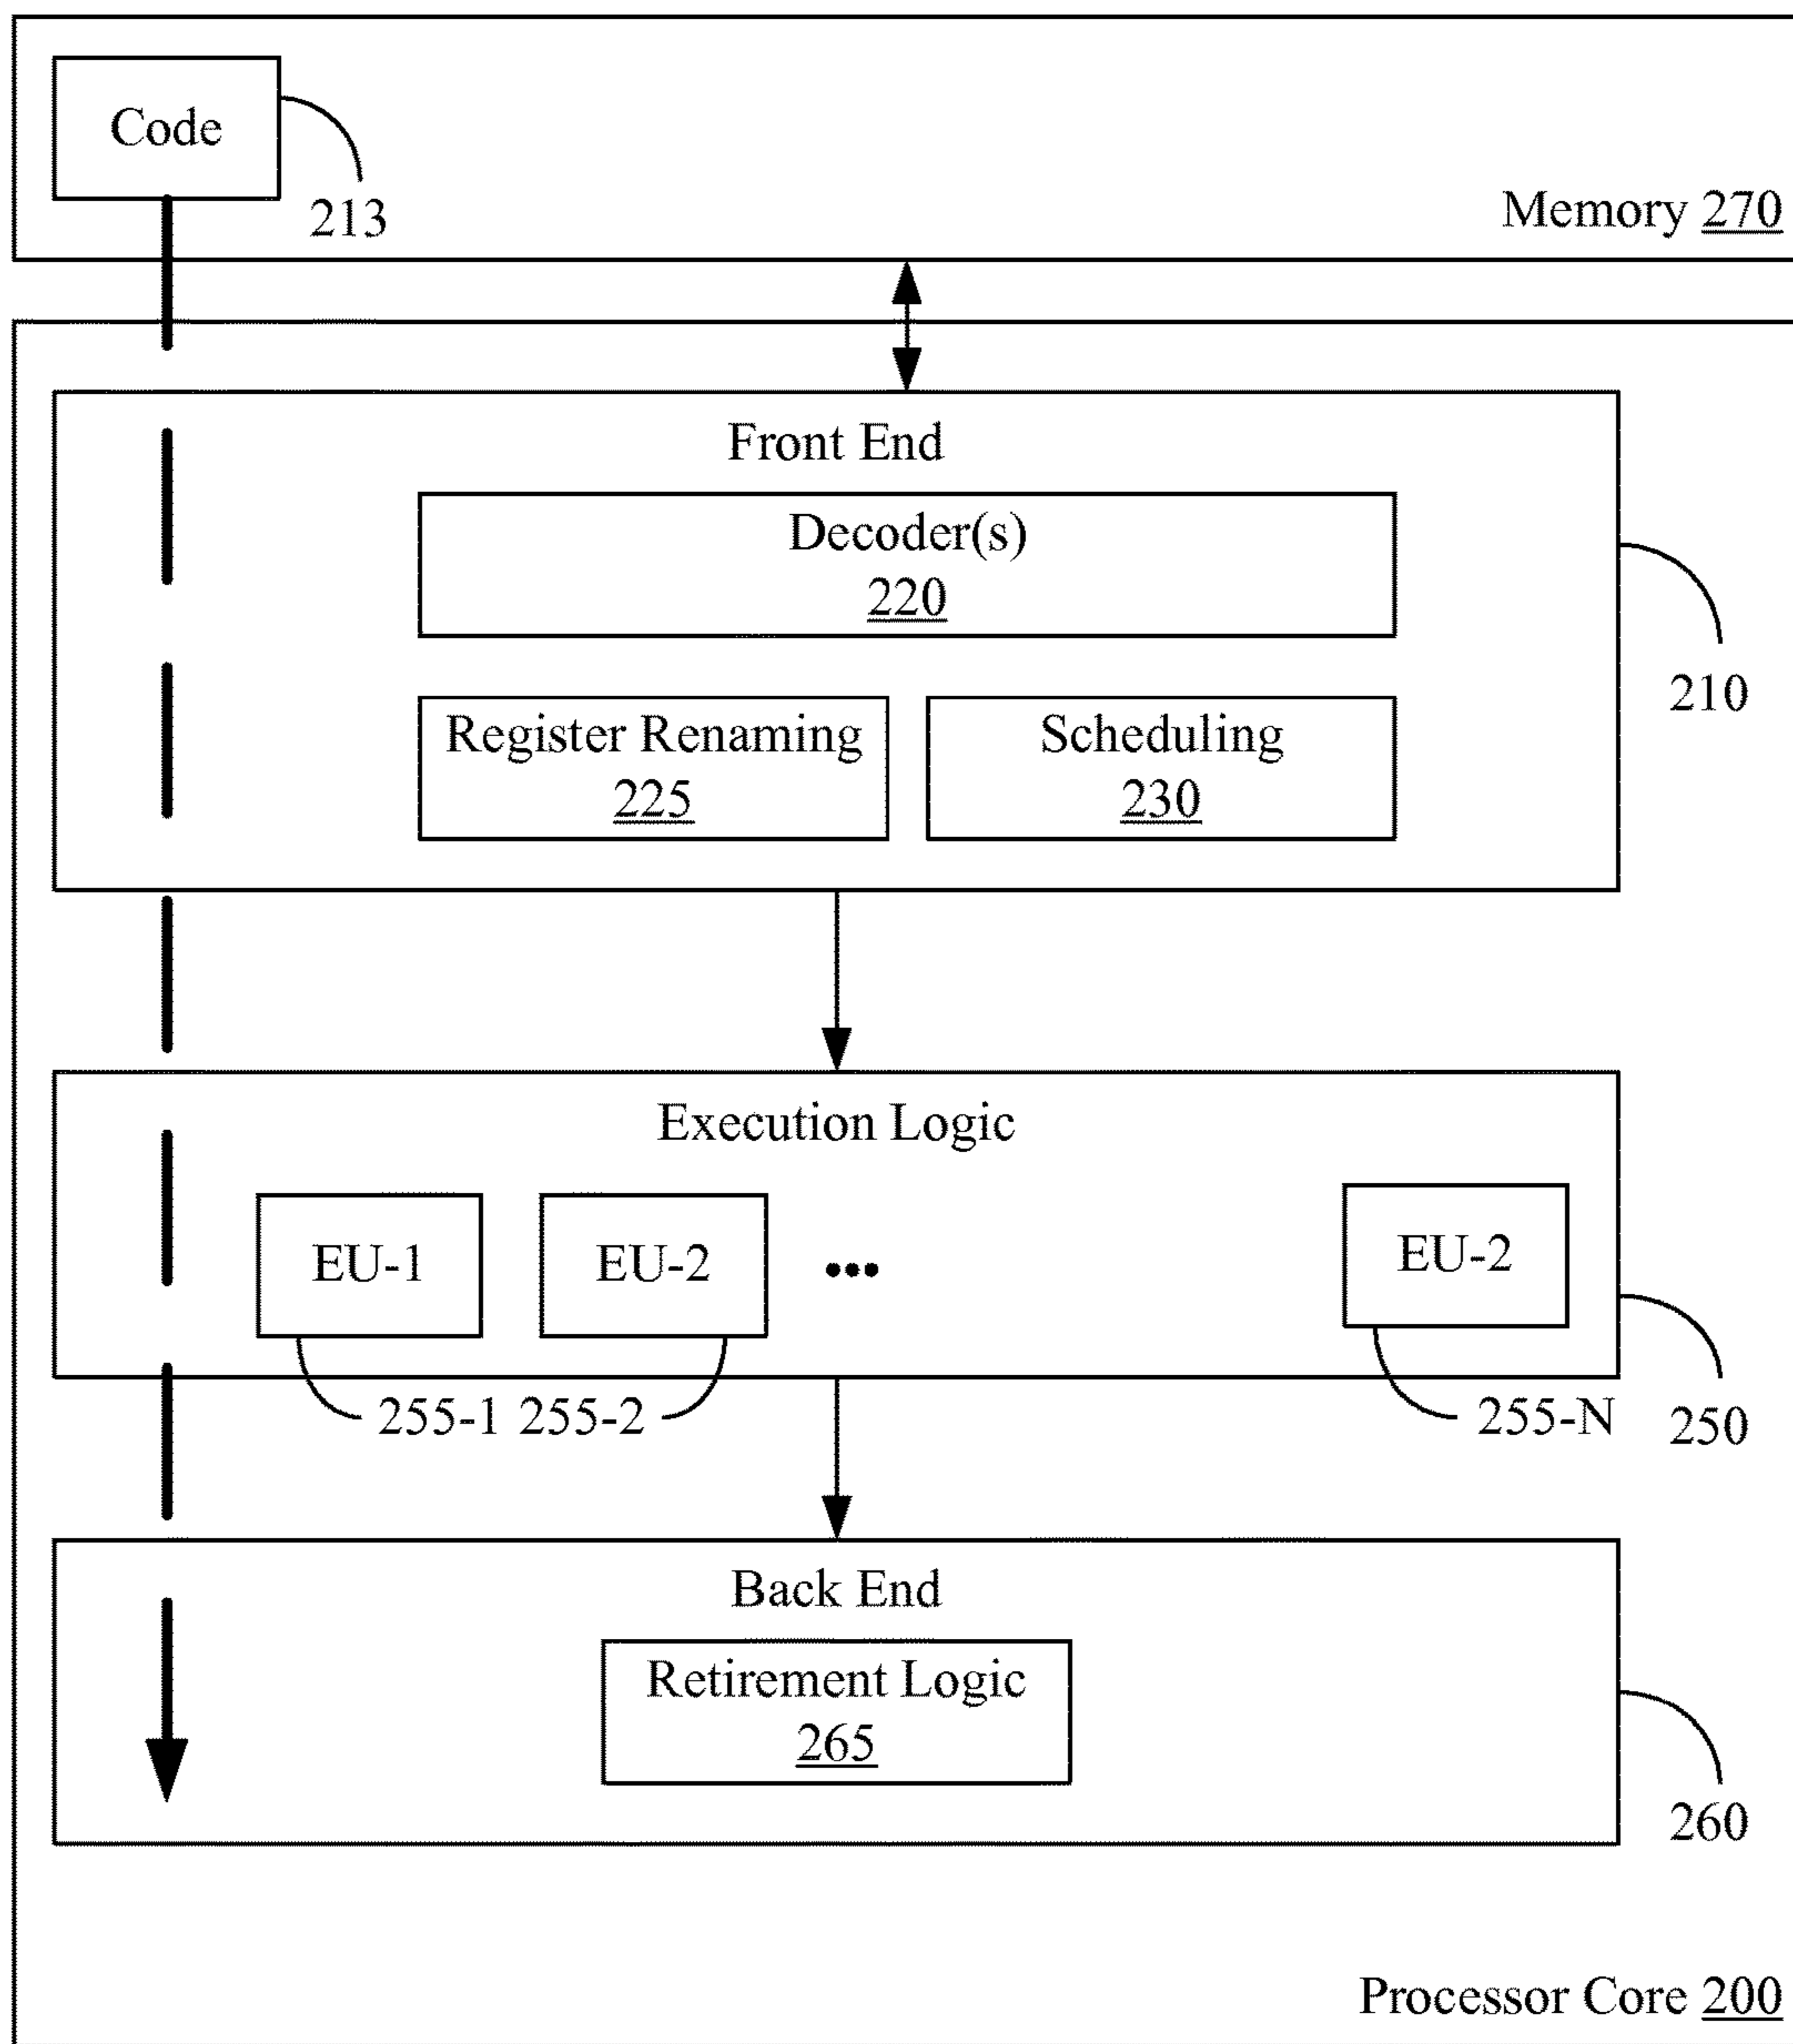 Code
213
Memory 270
Front End
Decoder(s)
220
210
Register Renaming
225
Scheduling
230
Execution Logic
EU-1
EU-2
•••
EU-2
255-1
255-2
255-N
250
Back End
Retirement Logic
265
260
Processor Core 200